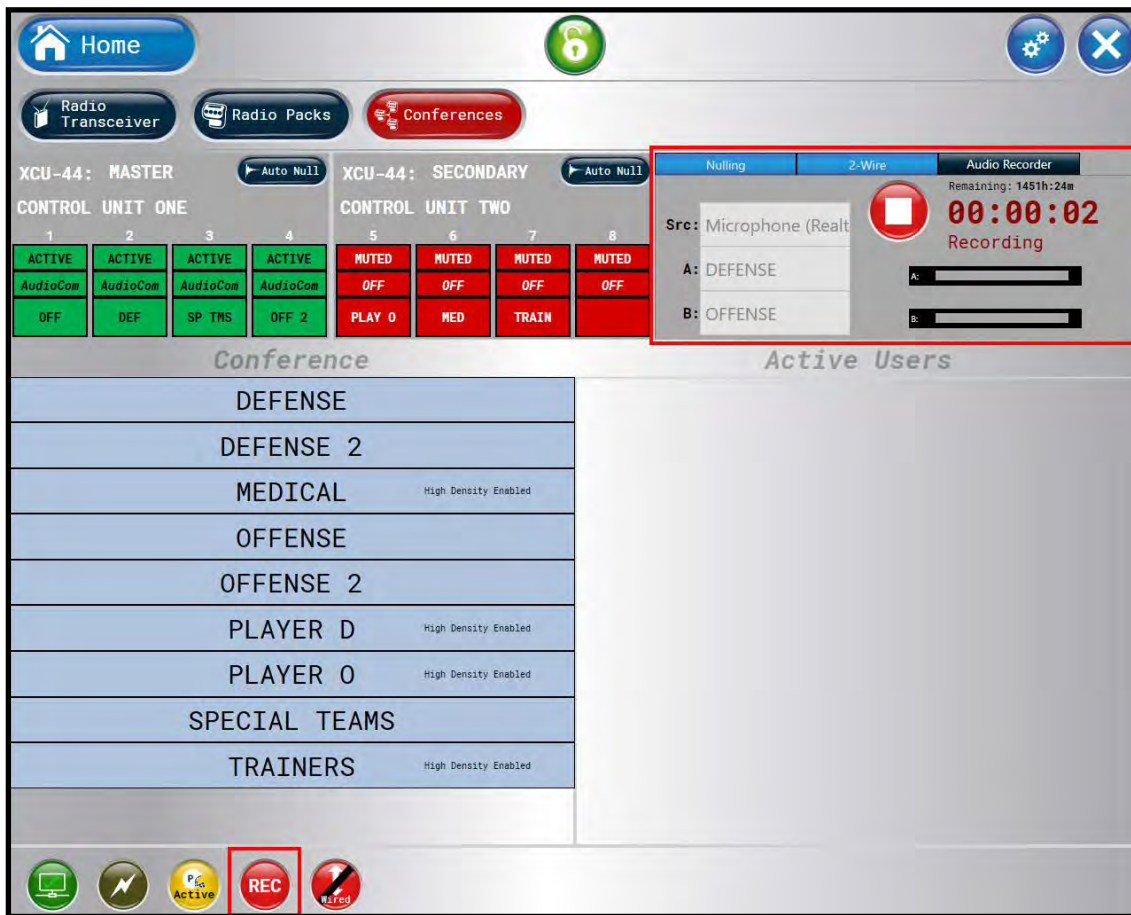 Home
Radio
Transceiver
Radio Packs
Conferences
XCU-44: MASTER
Auto Null
CONTROL UNIT ONE
1 2 3 4
ACTIVE ACTIVE ACTIVE ACTIVE
AudioCom AudioCom AudioCom AudioCom
OFF DEF SP TMS OFF 2
XCU-44: SECONDARY
Auto Null
CONTROL UNIT TWO
5 6 7 8
MUTED MUTED MUTED MUTED
OFF OFF OFF OFF
PLAY O MED TRAIN
Nulling 2-Wire Audio Recorder
Src: Microphone (Realt
A: DEFENSE
B: OFFENSE
Remaining: 1451h:24m
00:00:02
Recording
A:
B:
Conference
DEFENSE
DEFENSE 2
MEDICAL High Density Enabled
OFFENSE
OFFENSE 2
PLAYER D High Density Enabled
PLAYER O High Density Enabled
SPECIAL TEAMS
TRAINERS High Density Enabled
Active Users
Active
REC
Wired